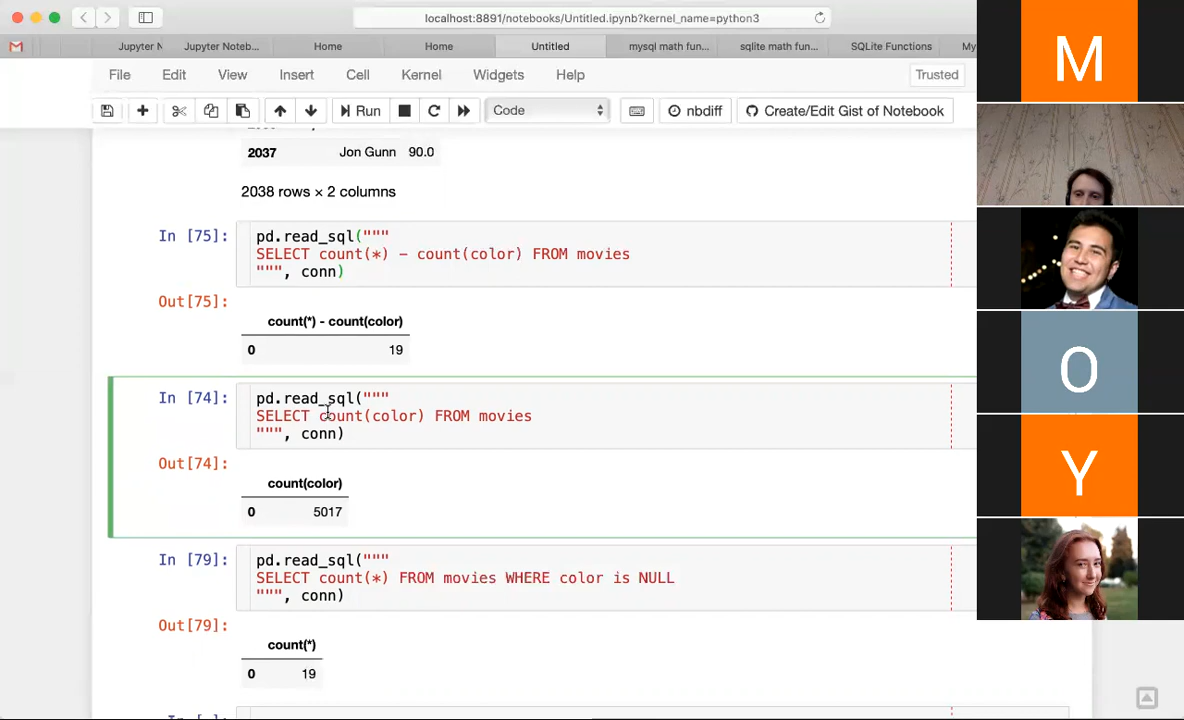 localhost:8891/notebooks/Untitled.ipynb?kernel_name=python3
Jupyter N
Jupyter Noteb...
Home
Home
Untitled
mysql math fun...
sqlite math fun...
SQLite Functions
My
File Edit View Insert Cell Kernel Widgets Help
Trusted
Run
Code
nbdiff
Create/Edit Gist of Notebook
2037 Jon Gunn 90.0
2038 rows × 2 columns
In [75]:
pd.read_sql("""
SELECT count(*) - count(color) FROM movies
""", conn)
Out[75]:
count(*) - count(color)
0 19
In [74]:
pd.read_sql("""
SELECT count(color) FROM movies
""", conn)
Out[74]:
count(color)
0 5017
In [79]:
pd.read_sql("""
SELECT count(*) FROM movies WHERE color is NULL
""", conn)
Out[79]:
count(*)
0 19
M
O
Y